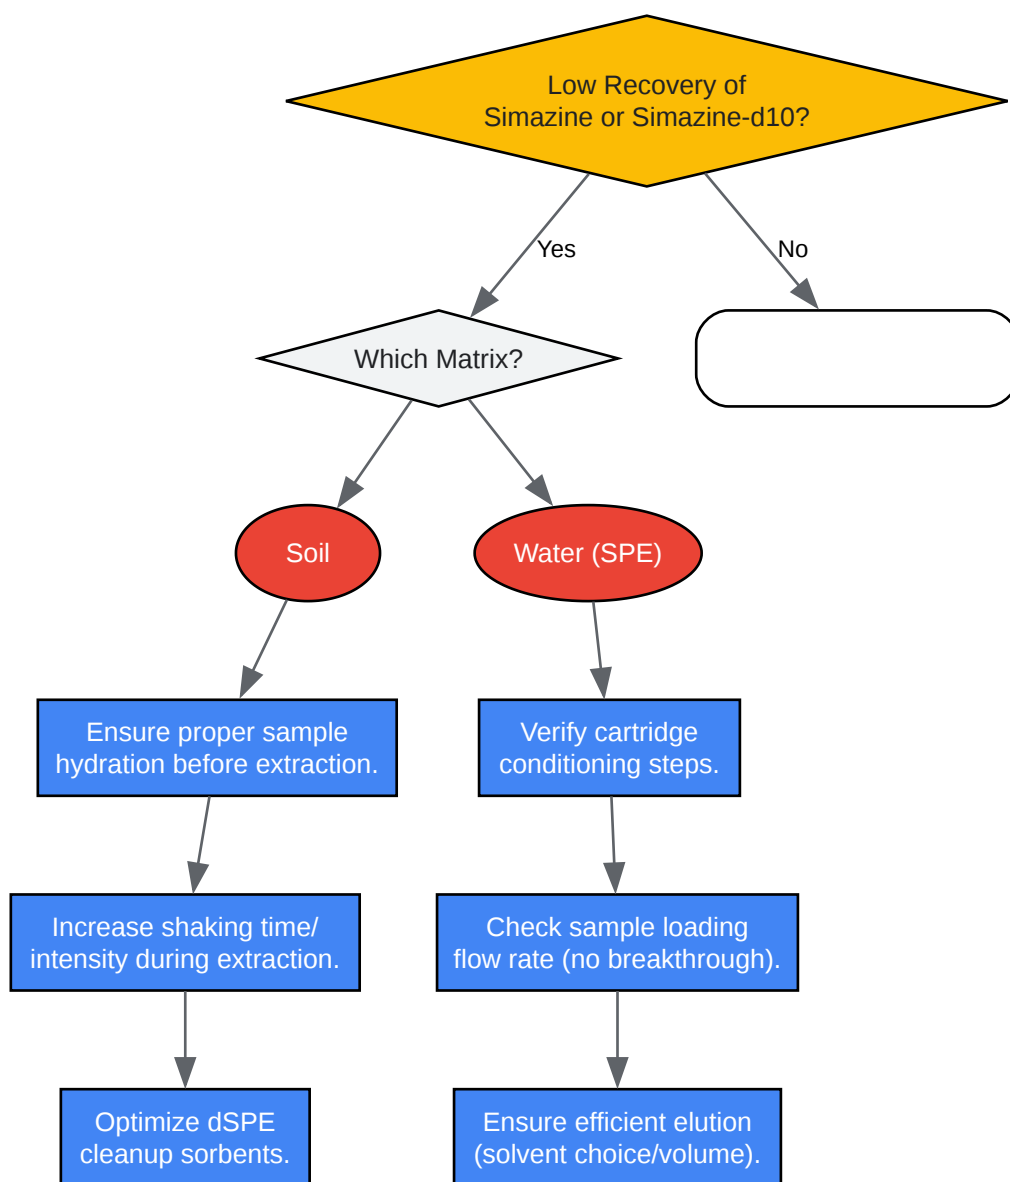 Low Recovery of
Simazine or Simazine-d10?
Yes
No
Which Matrix?
Soil
Water (SPE)
Ensure proper sample
hydration before extraction.
Verify cartridge
conditioning steps.
Increase shaking time/
intensity during extraction.
Check sample loading
flow rate (no breakthrough).
Optimize dSPE
cleanup sorbents.
Ensure efficient elution
(solvent choice/volume).